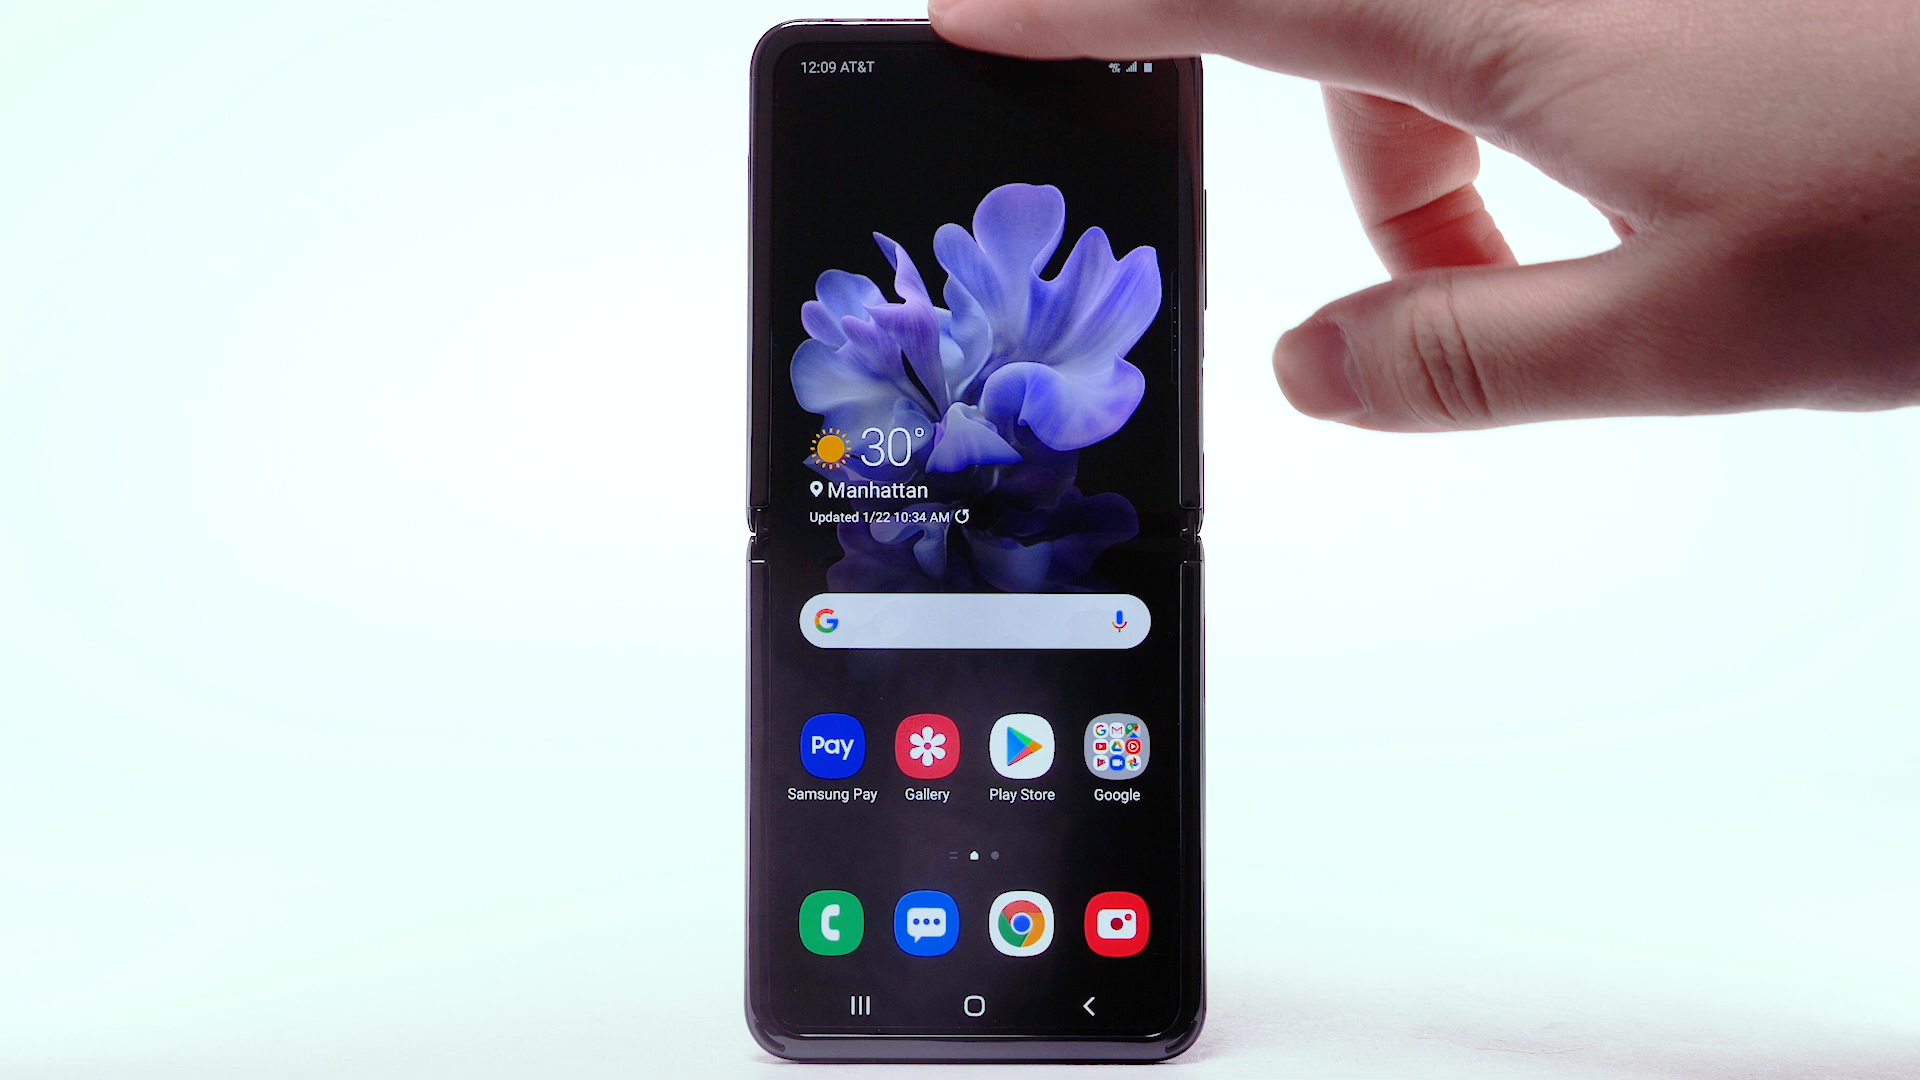 12:09 AT&T
30°
Manhattan
Updated 1/22 10:34 AM
Pay
Samsung Pay
Gallery
Play Store
Google